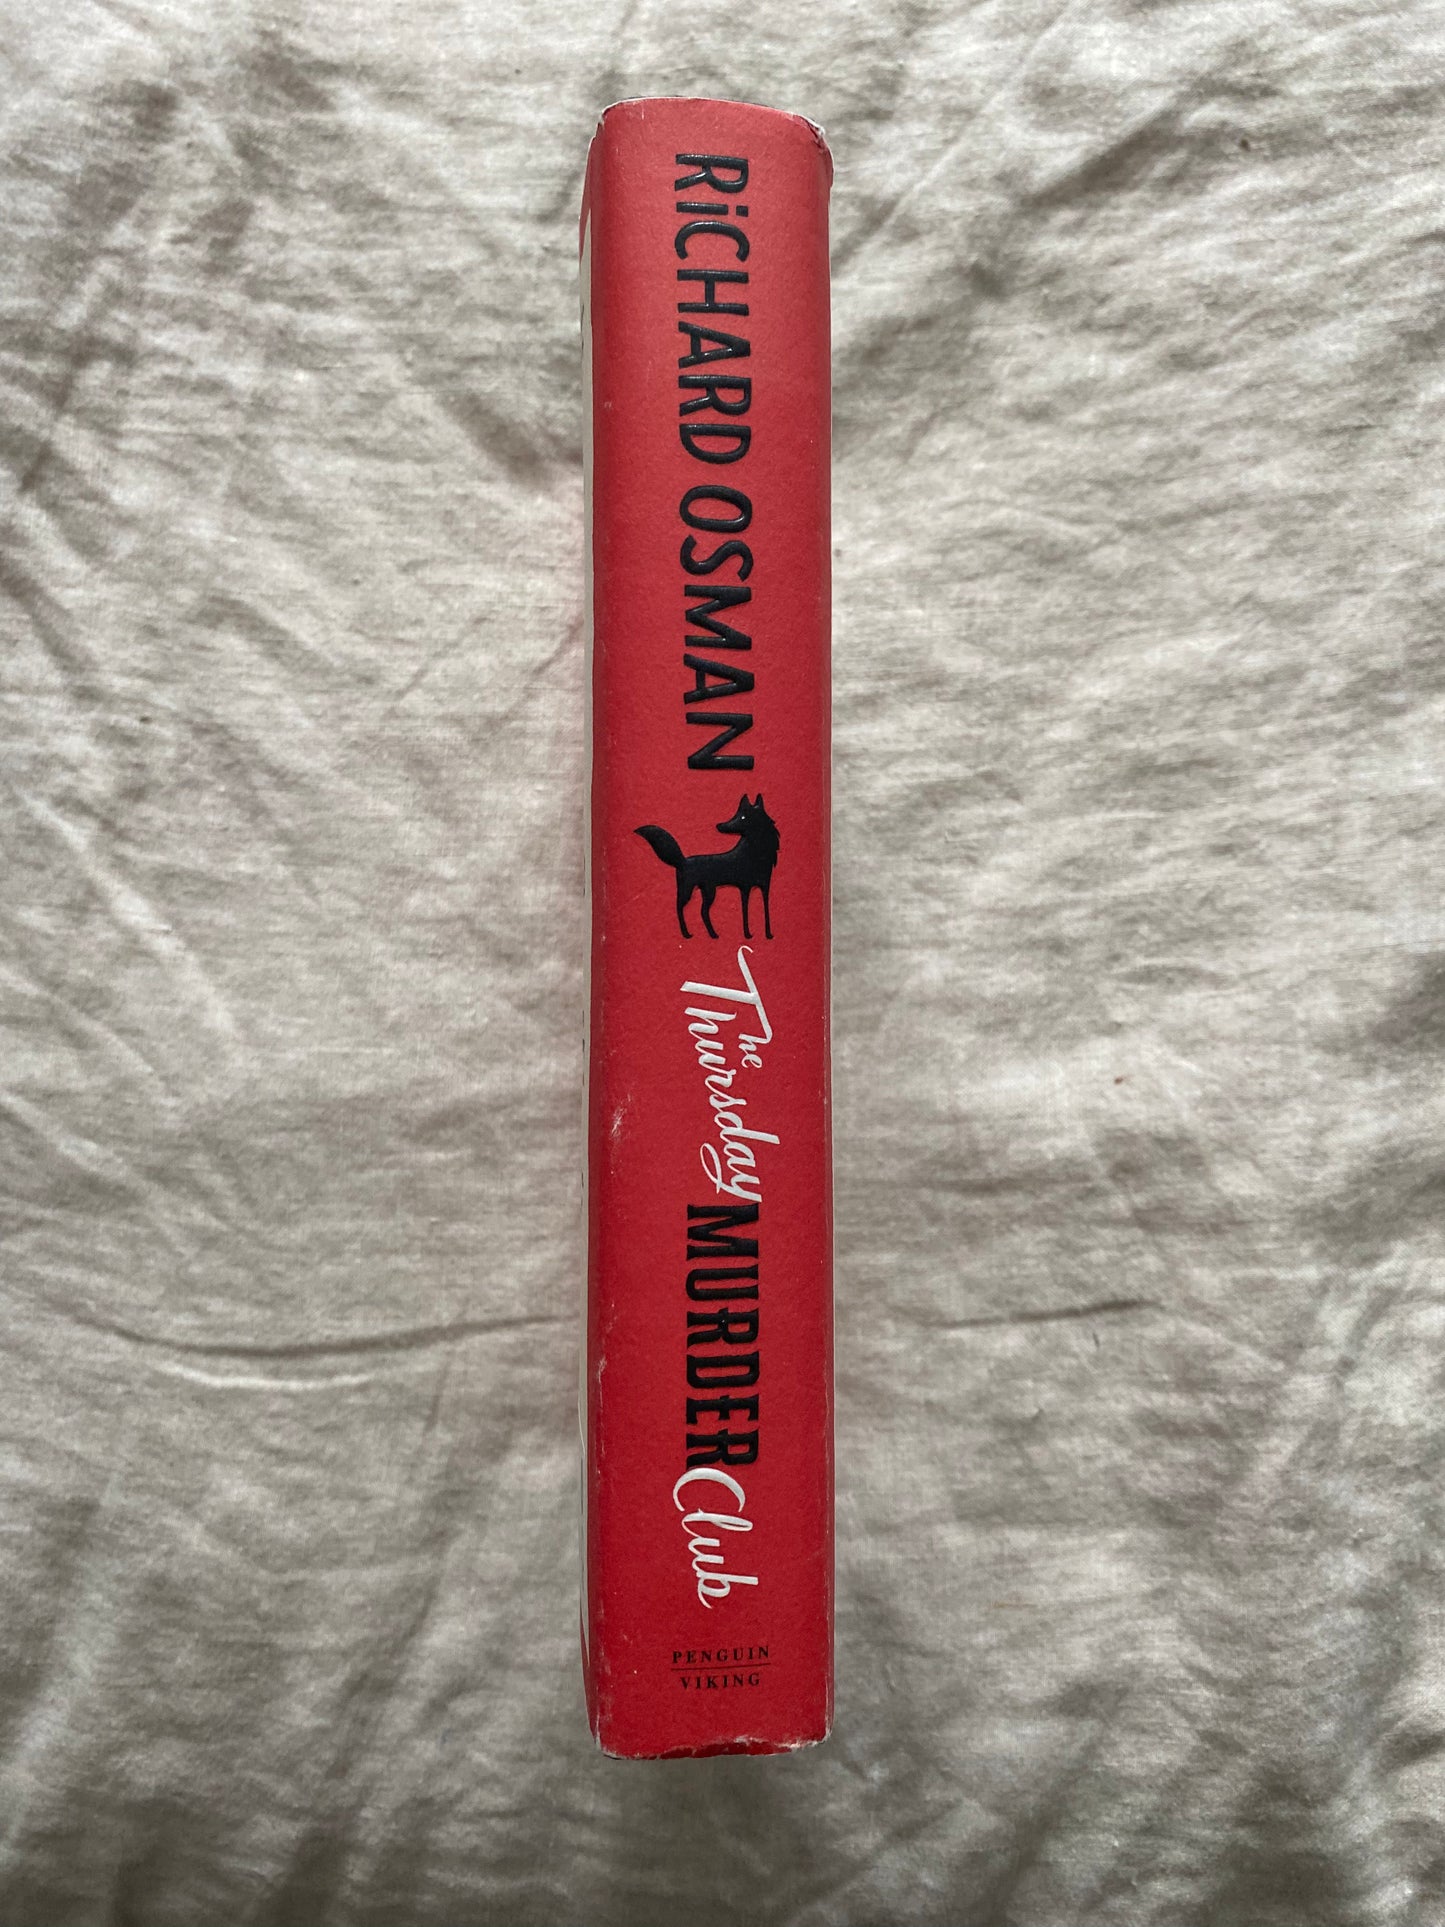 RiCHARD OSMAN
The
Thursday
MURDER
Club
PENGUIN
VIKING